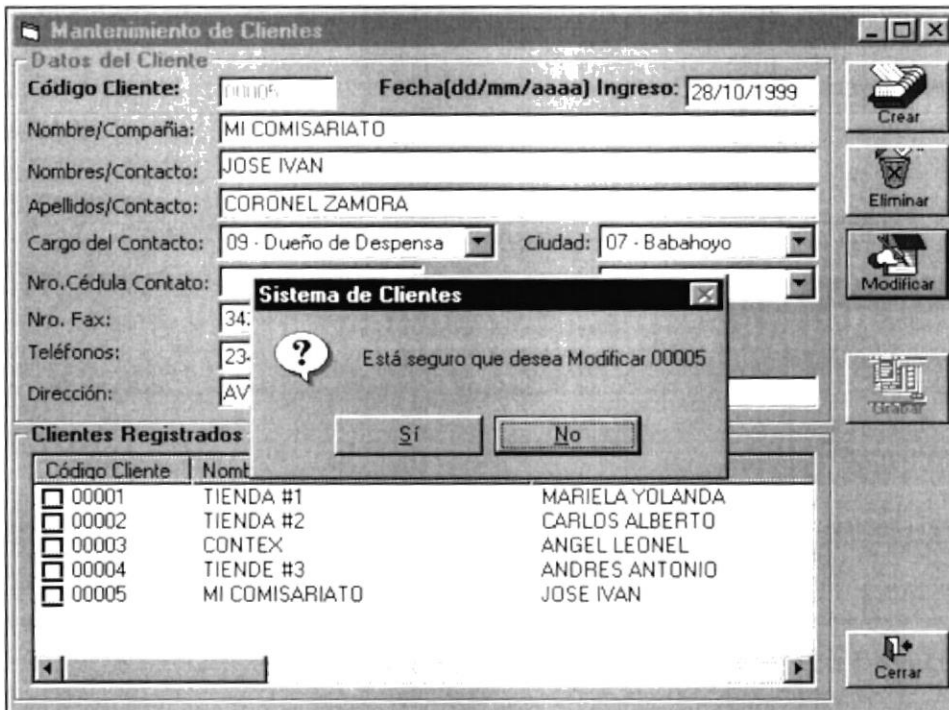 Mantenimiento de Clientes
Datos del Cliente
Código Cliente: 00005 Fecha(dd/mm/aaaa) Ingreso: 28/10/1999
Nombre/Compañia: MI COMISARIATO
Nombres/Contacto: JOSE IVAN
Apellidos/Contacto: CORONEL ZAMORA
Cargo del Contacto: 09 - Dueño de Despensa Ciudad: 07 - Babahoyo
Nro.Cédula Contato:
Nro. Fax: 34
Teléfonos: 23
Dirección: AV
Crear
Eliminar
Modificar
Grabar
Cerrar
Sistema de Clientes
Está seguro que desea Modificar 00005
Sí No
Clientes Registrados
Código Cliente Nomb
00001 TIENDA #1 MARIELA YOLANDA
00002 TIENDA #2 CARLOS ALBERTO
00003 CONTEX ANGEL LEONEL
00004 TIENDE #3 ANDRES ANTONIO
00005 MI COMISARIATO JOSE IVAN